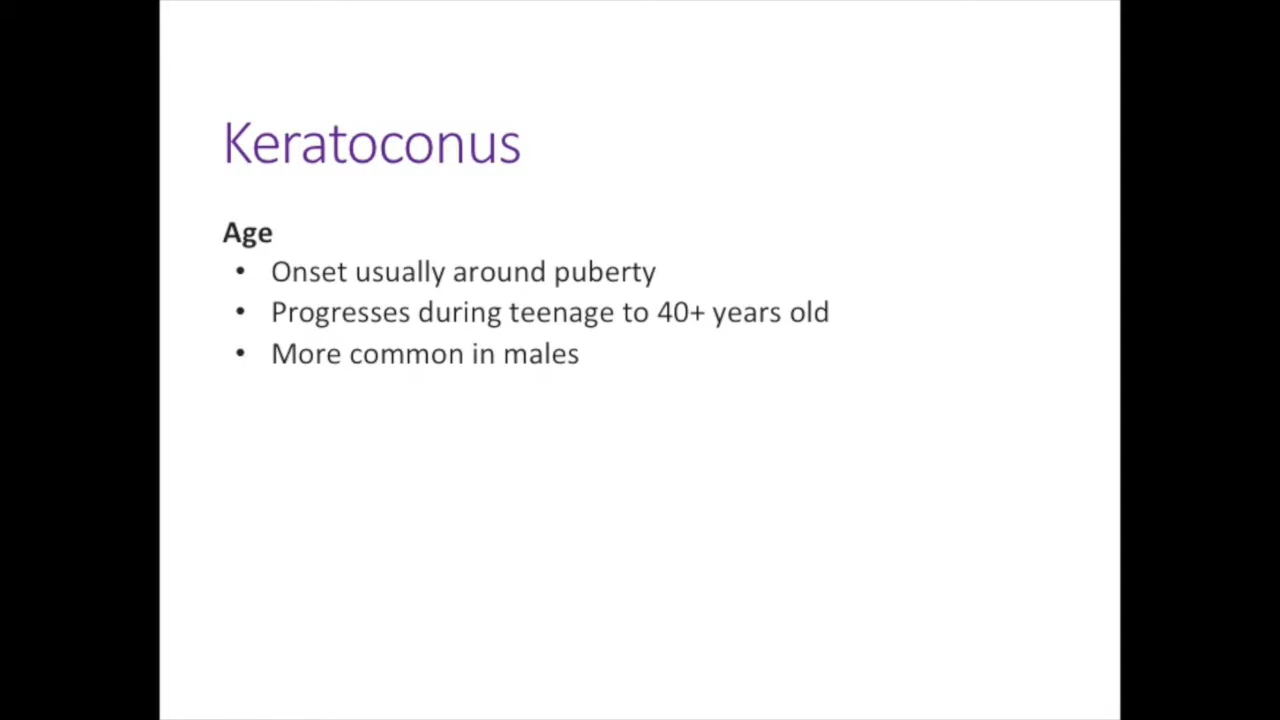 Keratoconus
Age
• Onset usually around puberty
• Progresses during teenage to 40+ years old
• More common in males